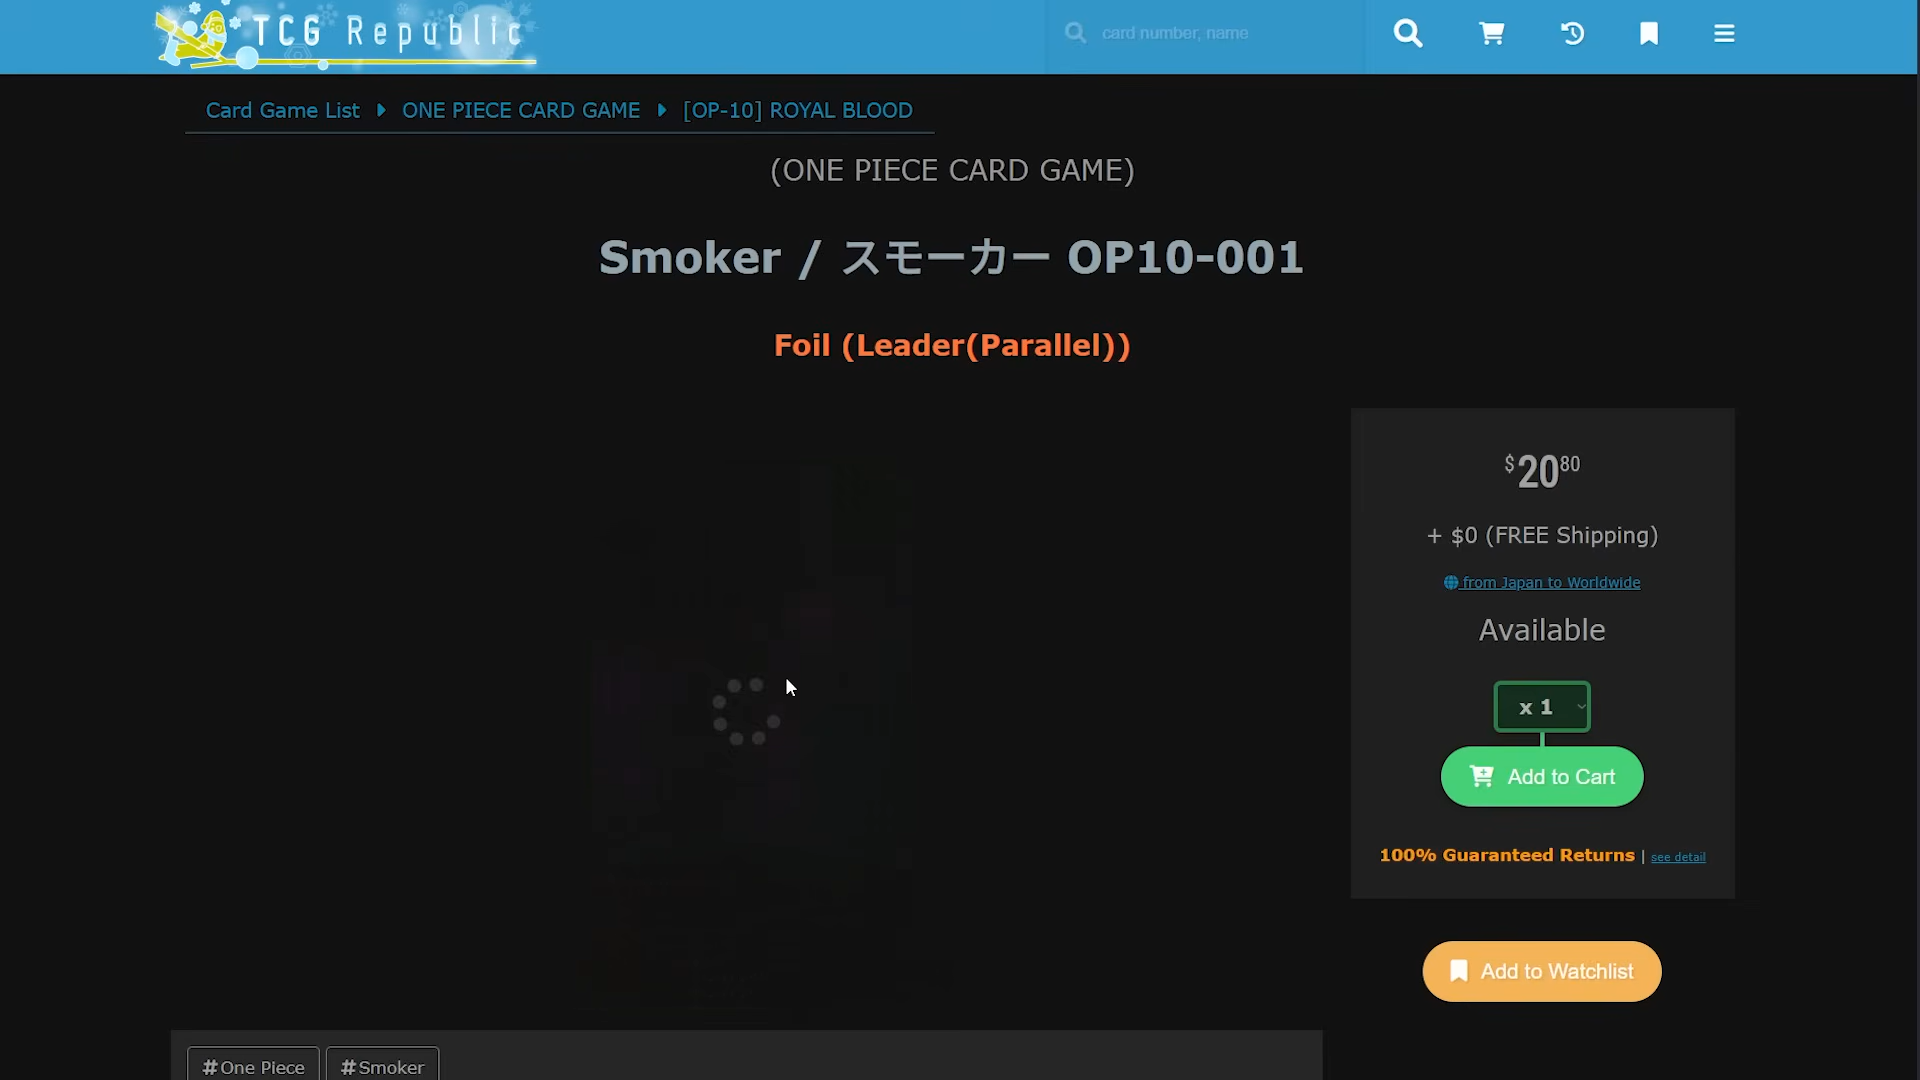 TCG Republic
card number, name
Card Game List ONE PIECE CARD GAME [OP-10] ROYAL BLOOD
(ONE PIECE CARD GAME)
Smoker / スモーカー OP10-001
Foil (Leader(Parallel))
$20 80
+ $0 (FREE Shipping)
from Japan to Worldwide
Available
x 1
Add to Cart
100% Guaranteed Returns | see detail
Add to Watchlist
#One Piece #Smoker